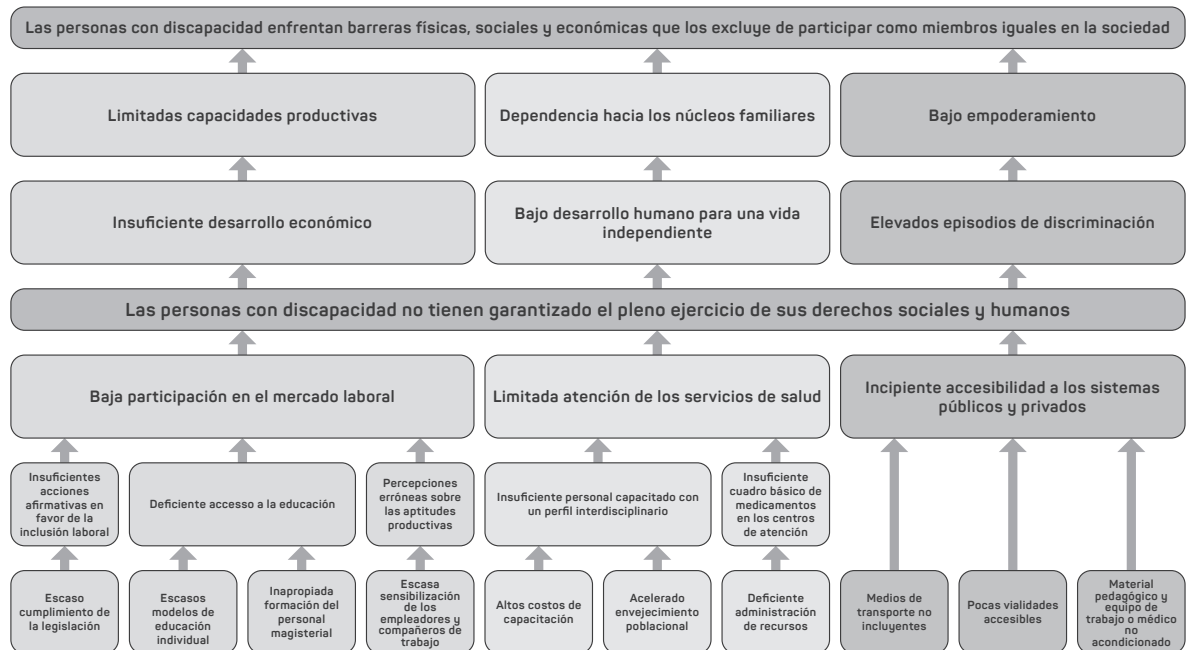 Las personas con discapacidad enfrentan barreras físicas, sociales y económicas que los excluye de participar como miembros iguales en la sociedad
Limitadas capacidades productivas
Dependencia hacia los núcleos familiares
Bajo empoderamiento
Insuficiente desarrollo económico
Bajo desarrollo humano para una vida
independiente
Elevados episodios de discriminación
Las personas con discapacidad no tienen garantizado el pleno ejercicio de sus derechos sociales y humanos
Baja participación en el mercado laboral
Limitada atención de los servicios de salud
Incipiente accesibilidad a los sistemas
públicos y privados
Insuficientes
acciones
afirmativas en
favor de la
inclusión laboral
Deficiente accesso a la educación
Percepciones
erróneas sobre
las aptitudes
productivas
Insuficiente personal capacitado con
un perfil interdisciplinario
Insuficiente
cuadro básico de
medicamentos
en los centros
de atención
Escaso
cumplimiento de
la legislación
Escasos
modelos de
educación
individual
Inapropiada
formación del
personal
magisterial
Escasa
sensibilización
de los
empleadores y
compañeros de
trabajo
Altos costos de
capacitación
Acelerado
envejecimiento
poblacional
Deficiente
administración
de recursos
Medios de
transporte no
incluyentes
Pocas vialidades
accesibles
Material
pedagógico y
equipo de
trabajo o médico
no
acondicionado